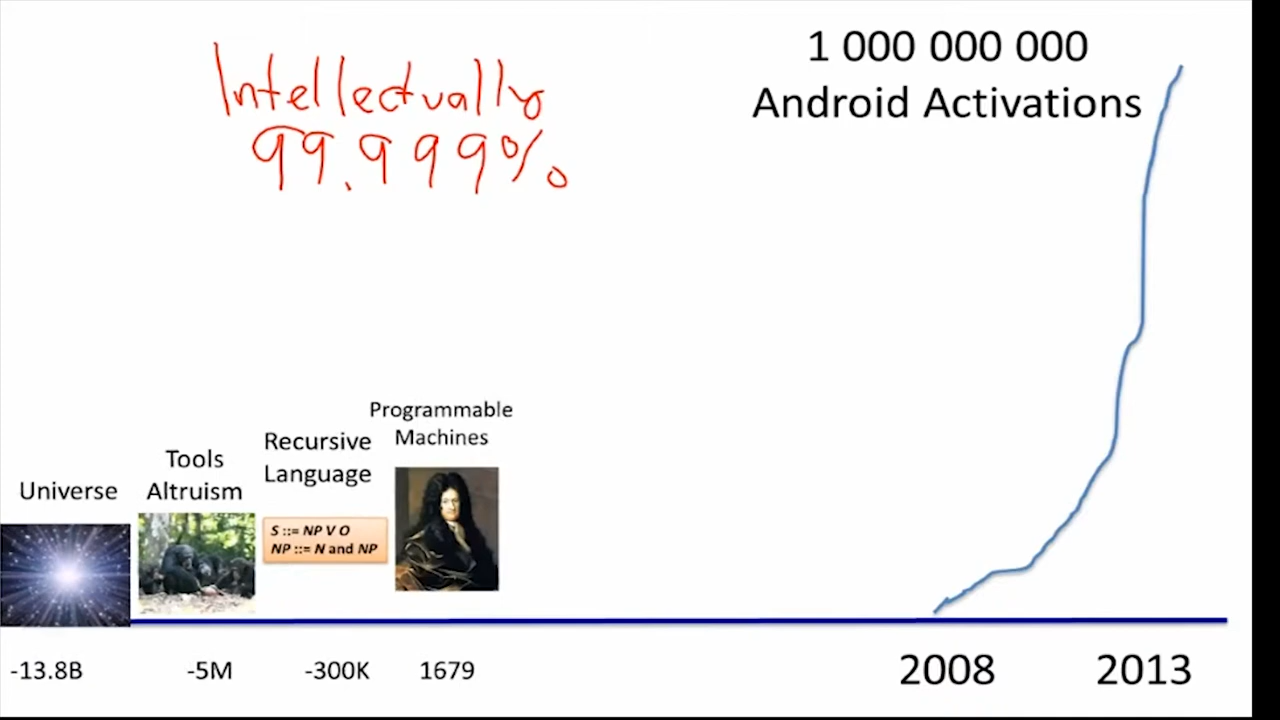 Intellectually
99.999%
1 000 000 000
Android Activations
Programmable
Machines
Recursive
Language
Tools
Altruism
Universe
S ::= NP V O
NP ::= N and NP
-13.8B
-5M
-300K
1679
2008
2013